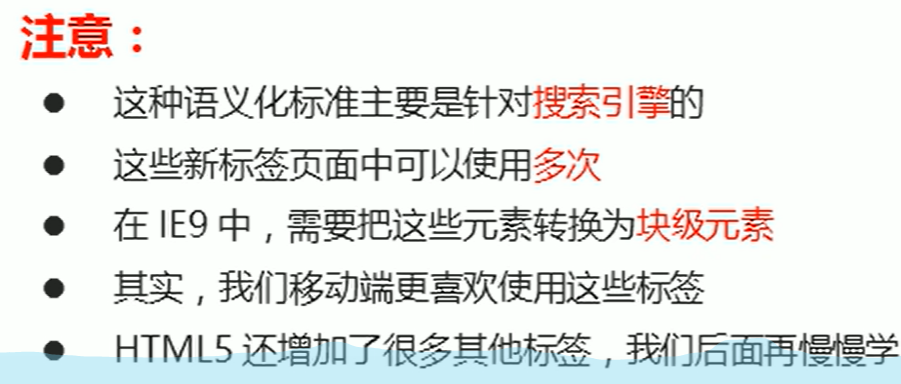 注意：
● 这种语义化标准主要是针对搜索引擎的
● 这些新标签页面中可以使用多次
● 在 IE9 中，需要把这些元素转换为块级元素
● 其实，我们移动端更喜欢使用这些标签
● HTML5 还增加了很多其他标签，我们后面再慢慢学